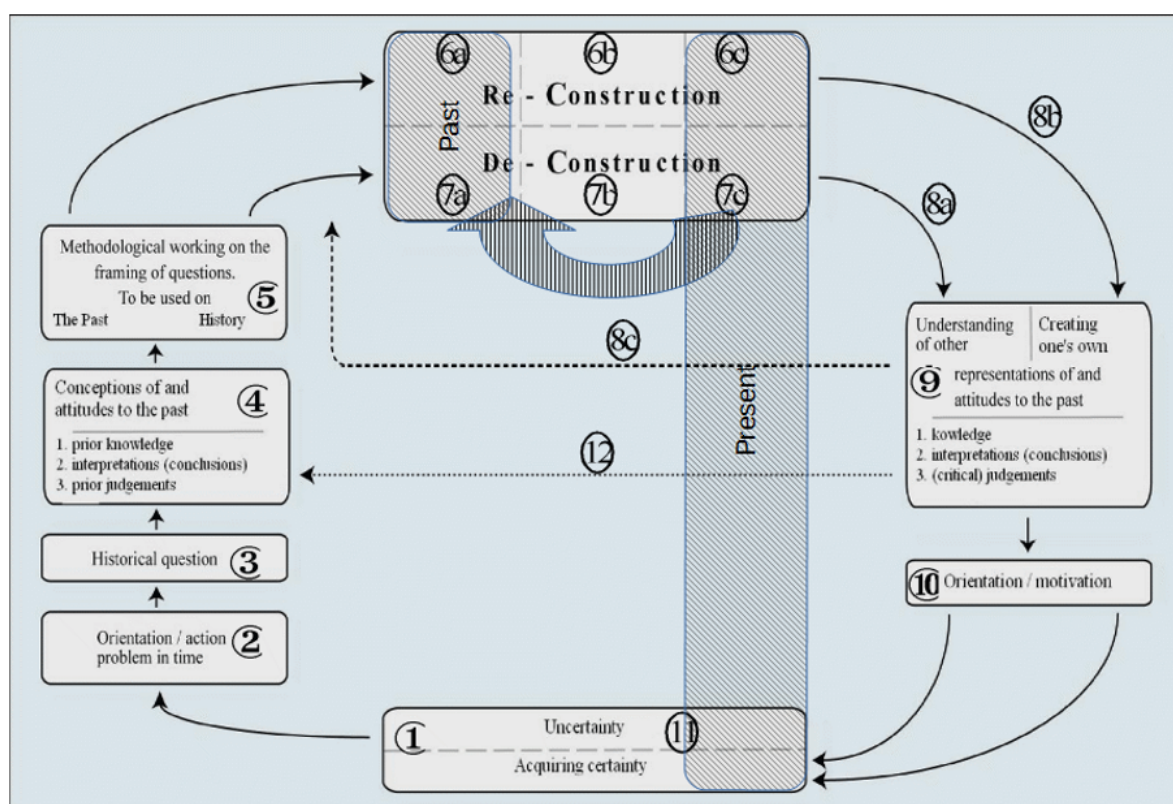 6a 6b 6c
Re - Construction
Past
De - Construction
7a 7b 7c
8b
8a
Methodological working on the
framing of questions.
To be used on 5
The Past History
8c
Understanding
of other
Creating
one's own
9 representations of and
attitudes to the past
1. kowledge
2. interpretations (conclusions)
3. (critical) judgements
Conceptions of and
attitudes to the past 4
1. prior knowledge
2. interpretations (conclusions)
3. prior judgements
Present
12
Historical question 3
10 Orientation / motivation
Orientation / action 2
problem in time
1 Uncertainty 11
Acquiring certainty